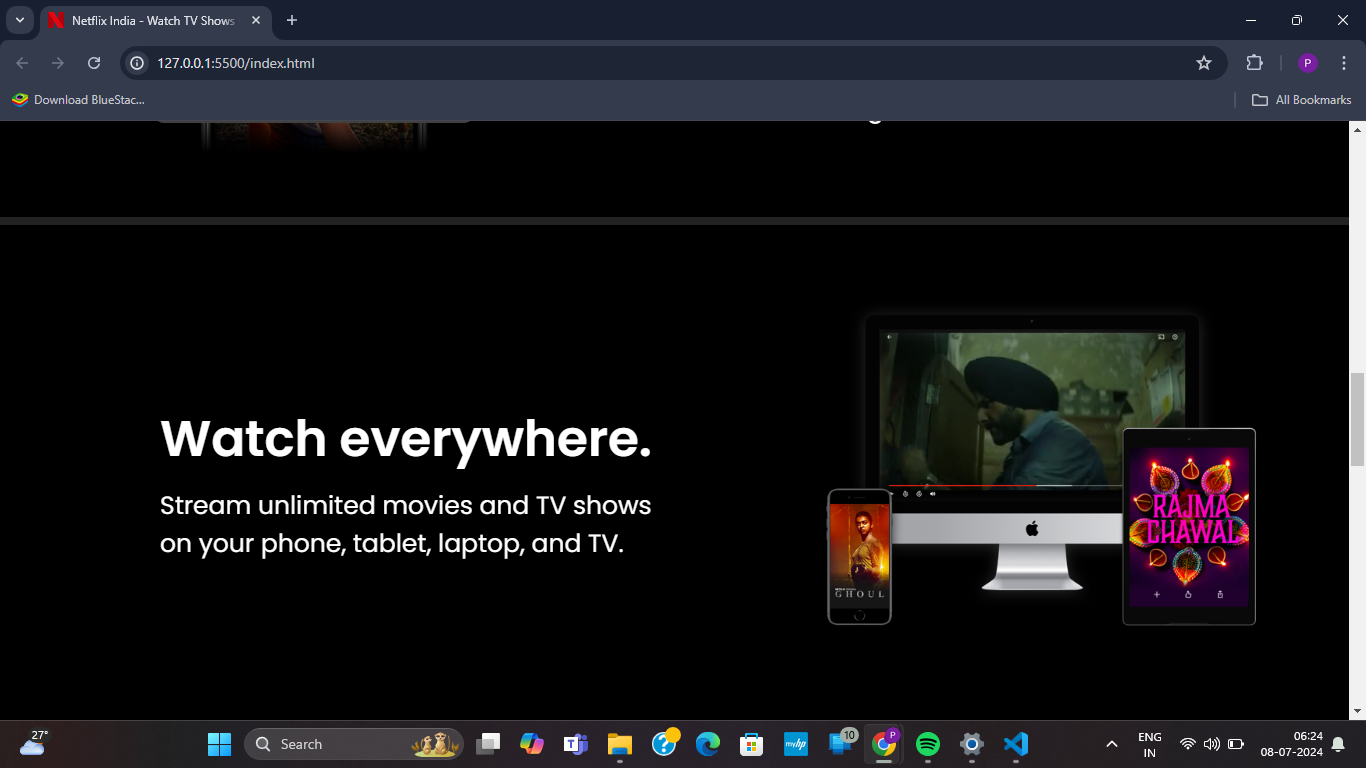 Netflix India - Watch TV Shows
127.0.0.1:5500/index.html
P
Download BlueStac...
All Bookmarks
Watch everywhere.
Stream unlimited movies and TV shows
on your phone, tablet, laptop, and TV.
GHOUL
RAJMA
CHAWAL
27°
Search
myhp
10
P
ENG
IN
06:24
08-07-2024